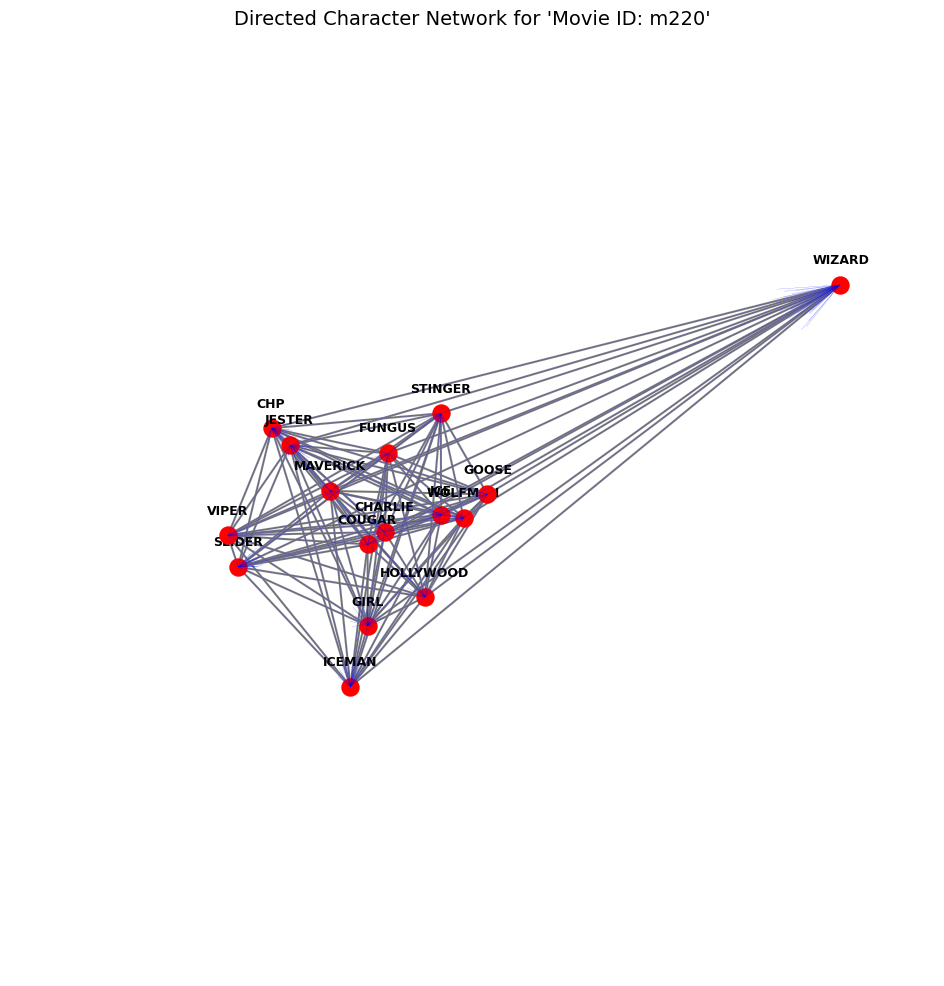 Directed Character Network for 'Movie ID: m220'
WIZARD
STINGER
CHP
JESTER
FUNGUS
MAVERICK
GOOSE
ICE
WOLFMAN
CHARLIE
VIPER
COUGAR
SLIDER
HOLLYWOOD
GIRL
ICEMAN